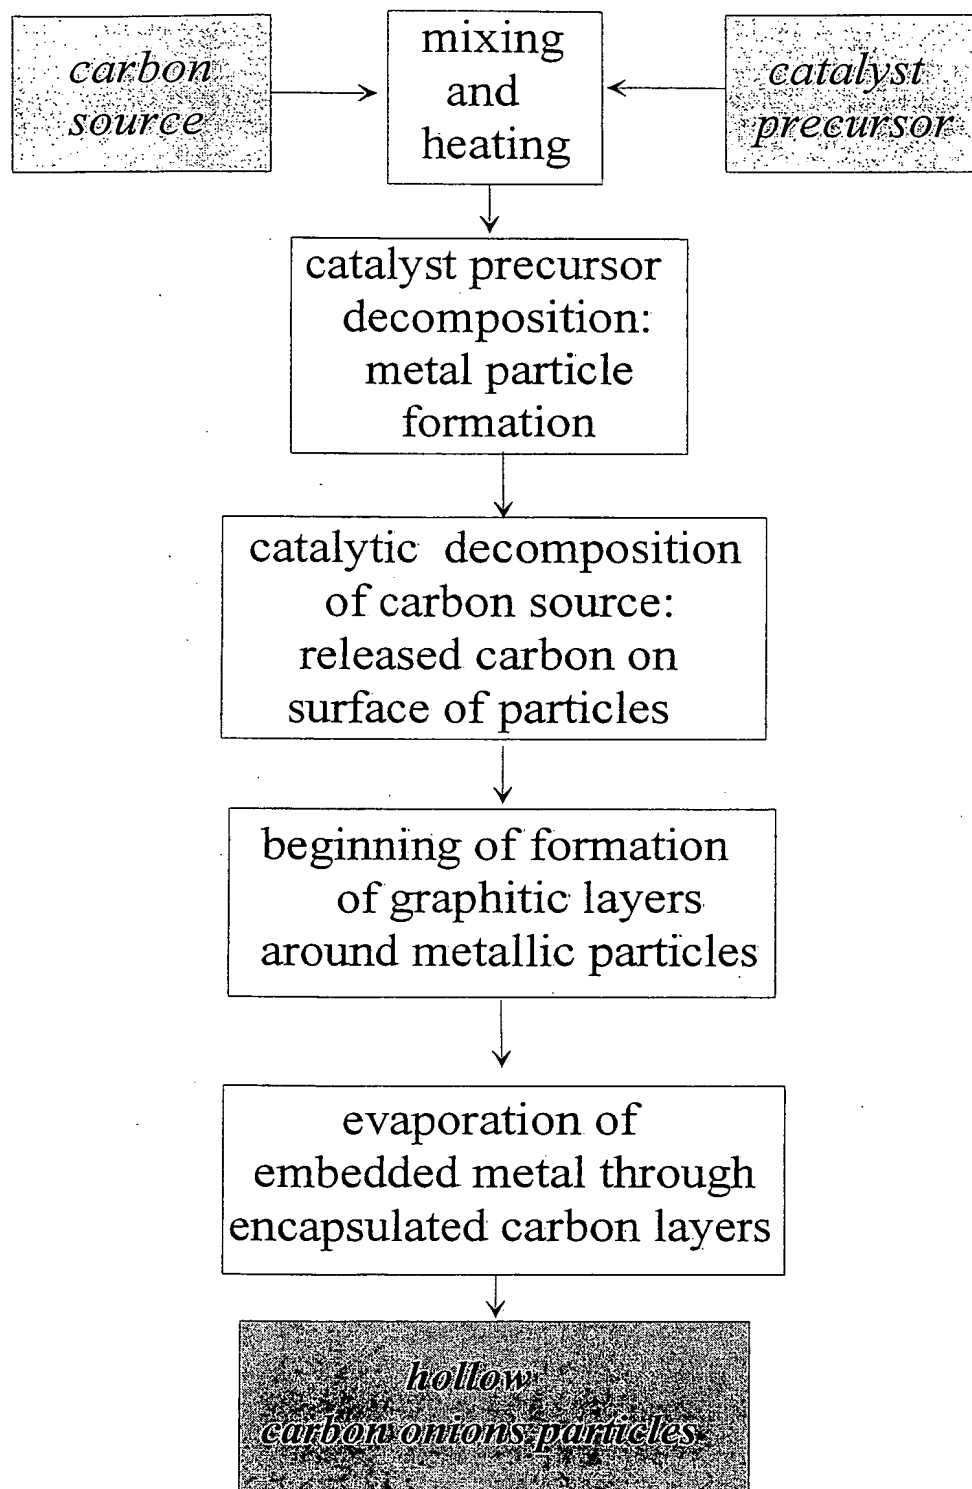 carbon
source
mixing
and
heating
catalyst
precursor
catalyst precursor
decomposition:
metal particle
formation
catalytic decomposition
of carbon source:
released carbon on
surface of particles
beginning of formation
of graphitic layers
around metallic particles
evaporation of
embedded metal through
encapsulated carbon layers
hollow
carbon onions particles